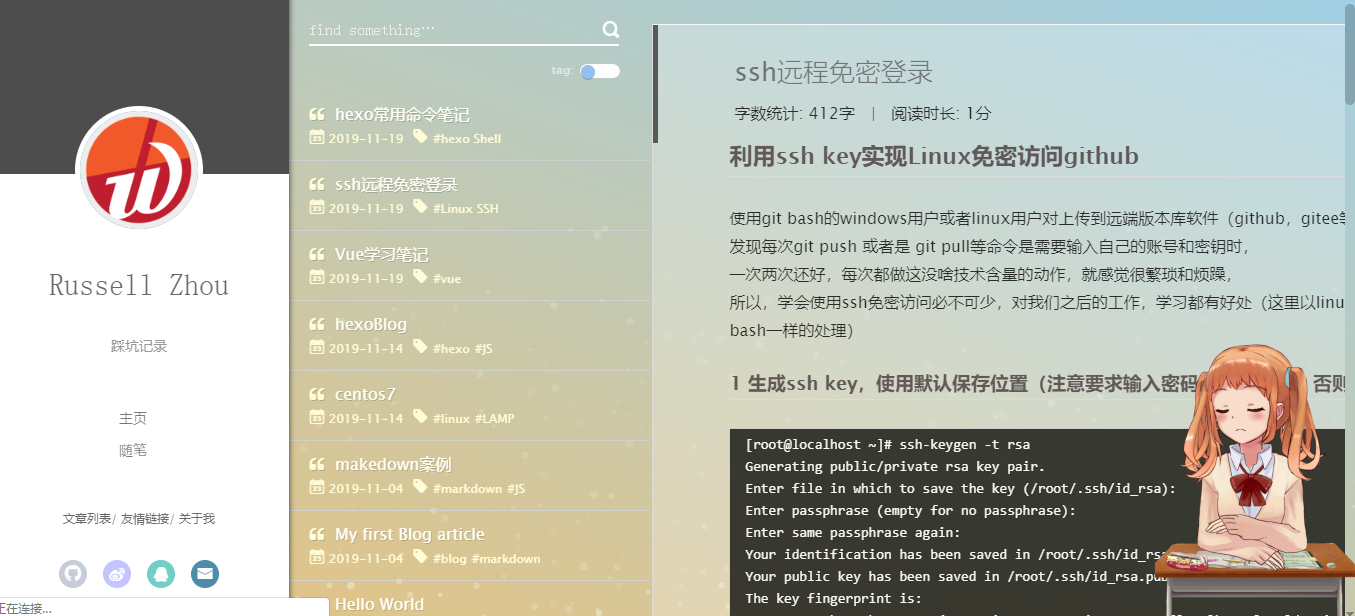 Russell Zhou
踩坑记录
主页
随笔
文章列表/ 友情链接/ 关于我
正在连接...
find something…
tag:
hexo常用命令笔记
2019-11-19 #hexo Shell
ssh远程免密登录
2019-11-19 #Linux SSH
Vue学习笔记
2019-11-19 #vue
hexoBlog
2019-11-14 #hexo #JS
centos7
2019-11-14 #linux #LAMP
makedown案例
2019-11-04 #markdown #JS
My first Blog article
2019-11-04 #blog #markdown
Hello World
ssh远程免密登录
字数统计: 412字 | 阅读时长: 1分
利用ssh key实现Linux免密访问github
使用git bash的windows用户或者linux用户对上传到远端版本库软件（github，gitee等
发现每次git push 或者是 git pull等命令是需要输入自己的账号和密钥时，
一次两次还好，每次都做这没啥技术含量的动作，就感觉很繁琐和烦躁，
所以，学会使用ssh免密访问必不可少，对我们之后的工作，学习都有好处（这里以linu
bash一样的处理）
1 生成ssh key，使用默认保存位置（注意要求输入密码 否则
[root@localhost ~]# ssh-keygen -t rsa
Generating public/private rsa key pair.
Enter file in which to save the key (/root/.ssh/id_rsa):
Enter passphrase (empty for no passphrase):
Enter same passphrase again:
Your identification has been saved in /root/.ssh/id_rs
Your public key has been saved in /root/.ssh/id_rsa.pu
The key fingerprint is: